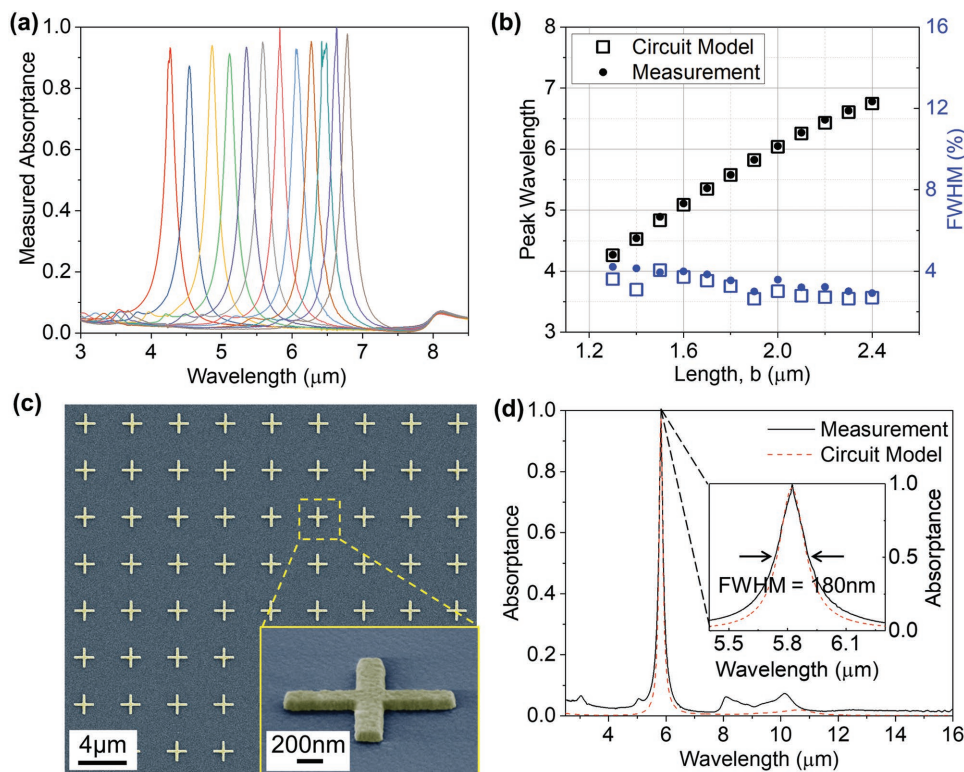 (a)
1.0
0.8
0.6
0.4
0.2
0.0
Measured Absorptance
3 4 5 6 7 8
Wavelength (μm)
(b)
Circuit Model
Measurement
8
7
6
5
4
3
Peak Wavelength
16
12
8
4
0
FWHM (%)
1.2 1.6 2.0 2.4
Length, b (μm)
(c)
4μm
200nm
(d)
1.0
0.8
0.6
0.4
0.2
0.0
Absorptance
Measurement
Circuit Model
1.0
0.5
0.0
Absorptance
FWHM = 180nm
5.5 5.8 6.1
Wavelength (μm)
4 6 8 10 12 14 16
Wavelength (μm)